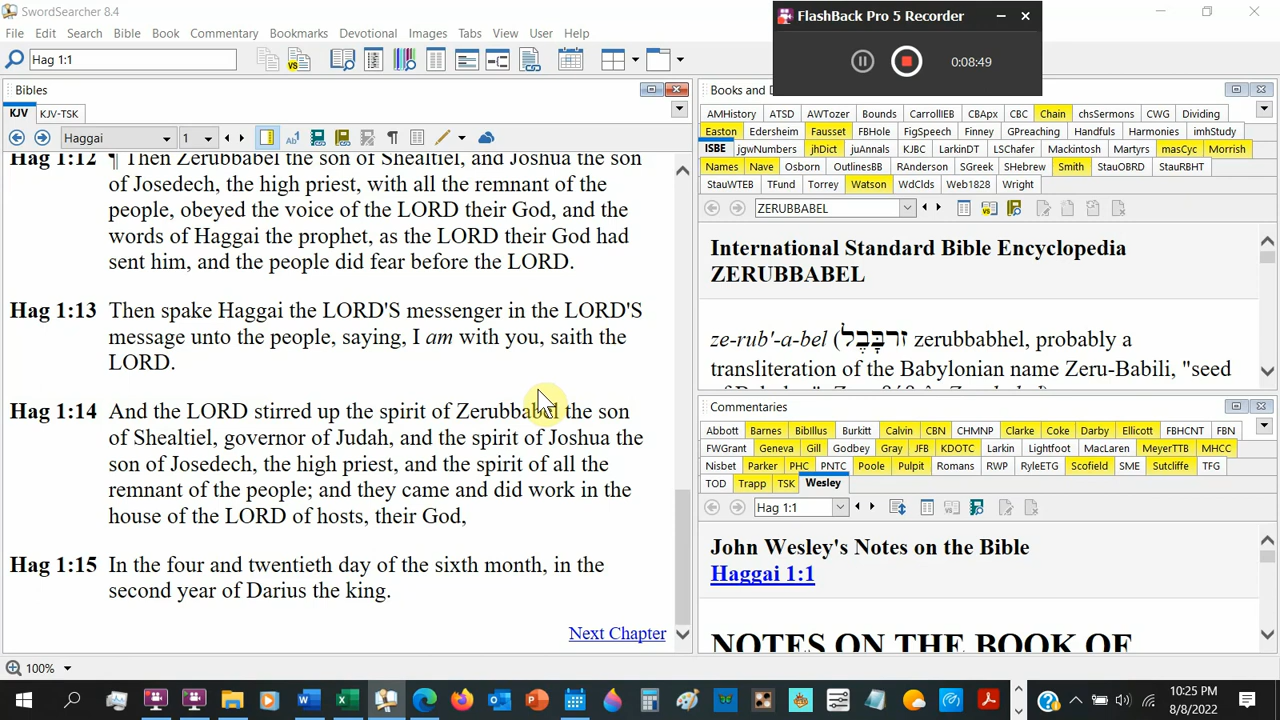 SwordSearcher 8.4
FlashBack Pro 5 Recorder
File Edit Search View Bible Book Commentary Bookmarks Devotional Images Tabs View User Help
Hag 1:1
0:08:49
Bibles
KJV KJV-TSK
Haggai 1
Hag 1:12 ¶ Then Zerubbabel the son of Shealtiel, and Joshua the son
of Josedech, the high priest, with all the remnant of the
people, obeyed the voice of the LORD their God, and the
words of Haggai the prophet, as the LORD their God had
sent him, and the people did fear before the LORD.
Hag 1:13 Then spake Haggai the LORD'S messenger in the LORD'S
message unto the people, saying, I am with you, saith the
LORD.
Hag 1:14 And the LORD stirred up the spirit of Zerubbabel the son
of Shealtiel, governor of Judah, and the spirit of Joshua the
son of Josedech, the high priest, and the spirit of all the
remnant of the people; and they came and did work in the
house of the LORD of hosts, their God,
Hag 1:15 In the four and twentieth day of the sixth month, in the
second year of Darius the king.
Next Chapter
Books and D
AMHistory ATSD AWTozer Bounds CarrollEB CBApx CBC Chain chsSermons CWG Dividing
Easton Edersheim Fausset FBHole FigSpeech Finney GPreaching Handfuls Harmonies imhStudy
ISBE jgwNumbers jhDict juAnnals KJBC LarkinDT LSChafer Mackintosh Martyrs masCyc Morrish
Names Nave Osborn OutlinesBB RAnderson SGreek SHebrew Smith StauOBRD StauRBHT
StauWTEB TFund Torrey Watson WdClds Web1828 Wright
ZERUBBABEL
International Standard Bible Encyclopedia
ZERUBBABEL
ze-rub'-a-bel (זרֻבָּבֶל zerubbabhel, probably a
transliteration of the Babylonian name Zeru-Babili, "seed
Commentaries
Abbott Barnes Bibillus Burkitt Calvin CBN CHMNP Clarke Coke Darby Ellicott FBHCNT FBN
FWGrant Geneva Gill Godbey Gray JFB KDOTC Larkin Lightfoot MacLaren MeyerTTB MHCC
Nisbet Parker PHC PNTC Poole Pulpit Romans RWP RyleETG Scofield SME Sutcliffe TFG
TOD Trapp TSK Wesley
Hag 1:1
John Wesley's Notes on the Bible
Haggai 1:1
NOTES ON THE BOOK OF
100%
10:25 PM
8/8/2022